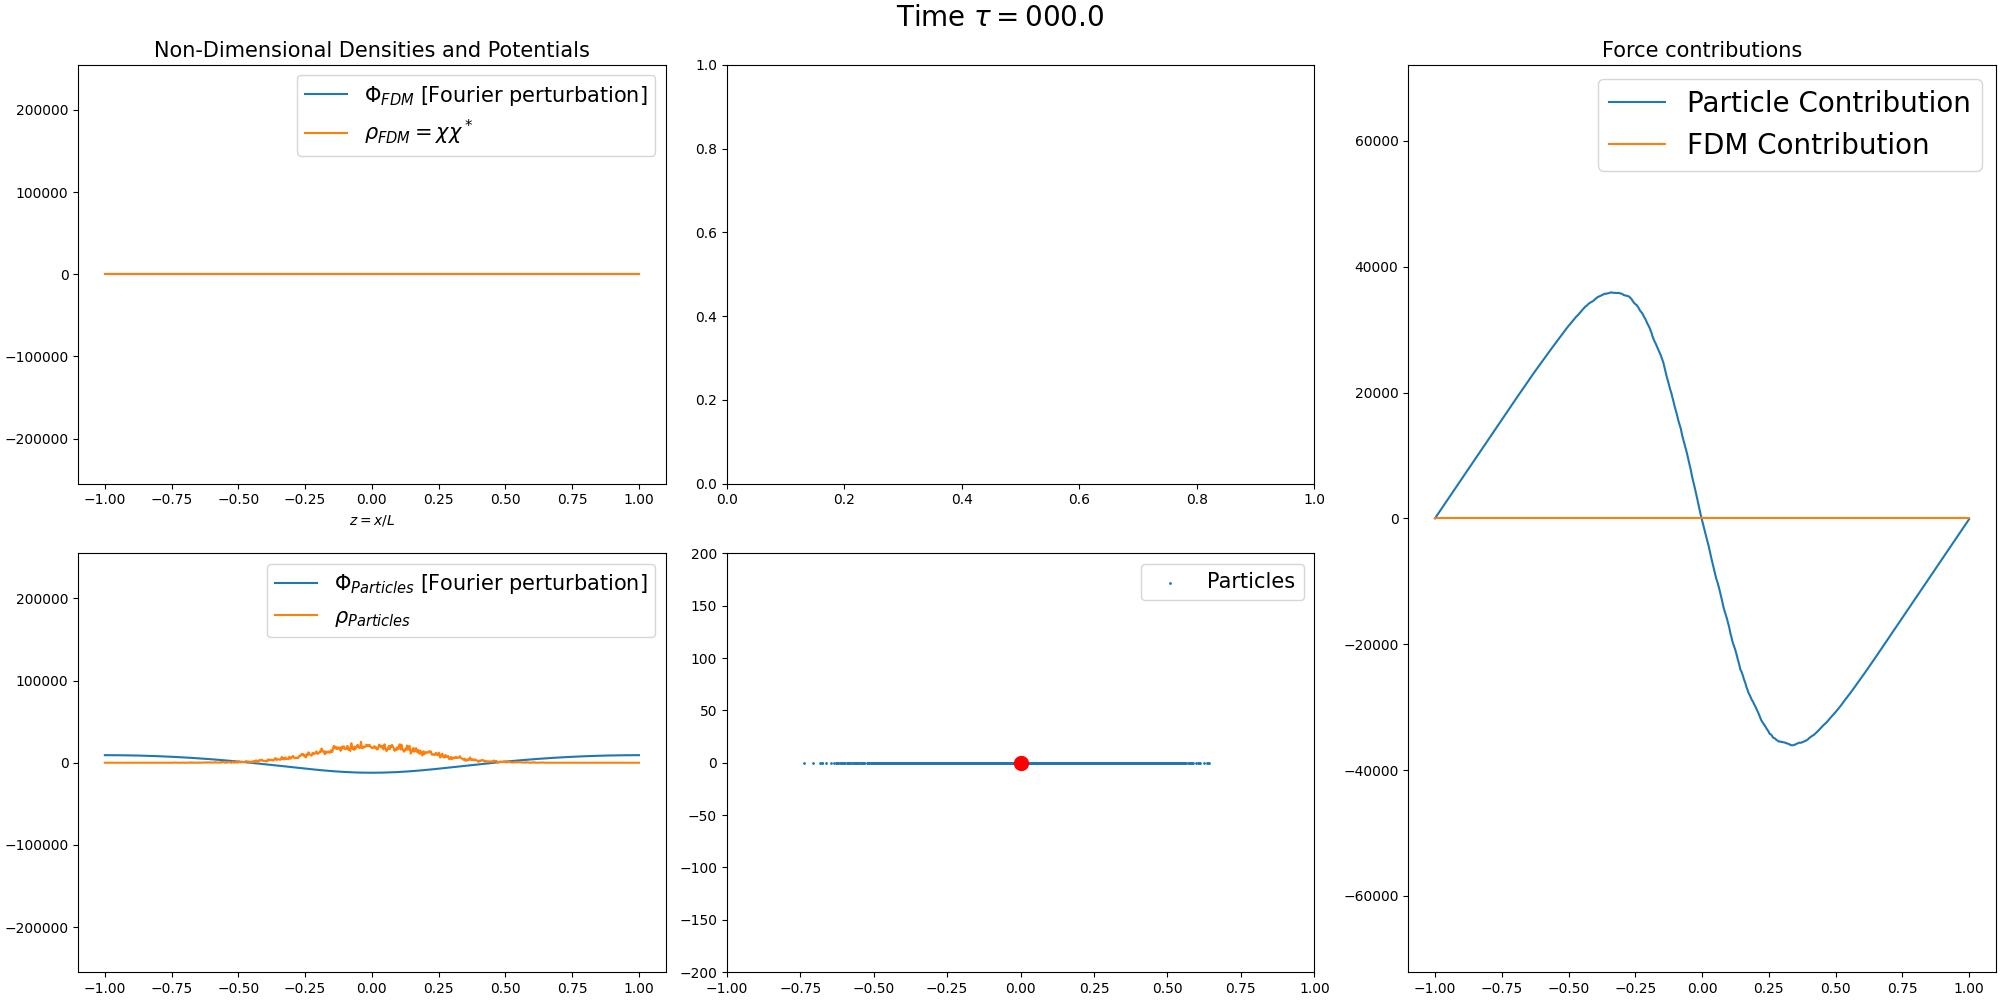 Time τ = 000.0
Non-Dimensional Densities and Potentials
Φ_FDM [Fourier perturbation]
ρ_FDM = χχ*
200000
100000
0
−100000
−200000
−1.00 −0.75 −0.50 −0.25 0.00 0.25 0.50 0.75 1.00
z = x/L
1.0
0.8
0.6
0.4
0.2
0.0
0.0 0.2 0.4 0.6 0.8 1.0
Force contributions
Particle Contribution
FDM Contribution
60000
40000
20000
0
−20000
−40000
−60000
−1.00 −0.75 −0.50 −0.25 0.00 0.25 0.50 0.75 1.00
Φ_Particles [Fourier perturbation]
ρ_Particles
200000
100000
0
−100000
−200000
−1.00 −0.75 −0.50 −0.25 0.00 0.25 0.50 0.75 1.00
Particles
200
150
100
50
0
−50
−100
−150
−200
−1.00 −0.75 −0.50 −0.25 0.00 0.25 0.50 0.75 1.00